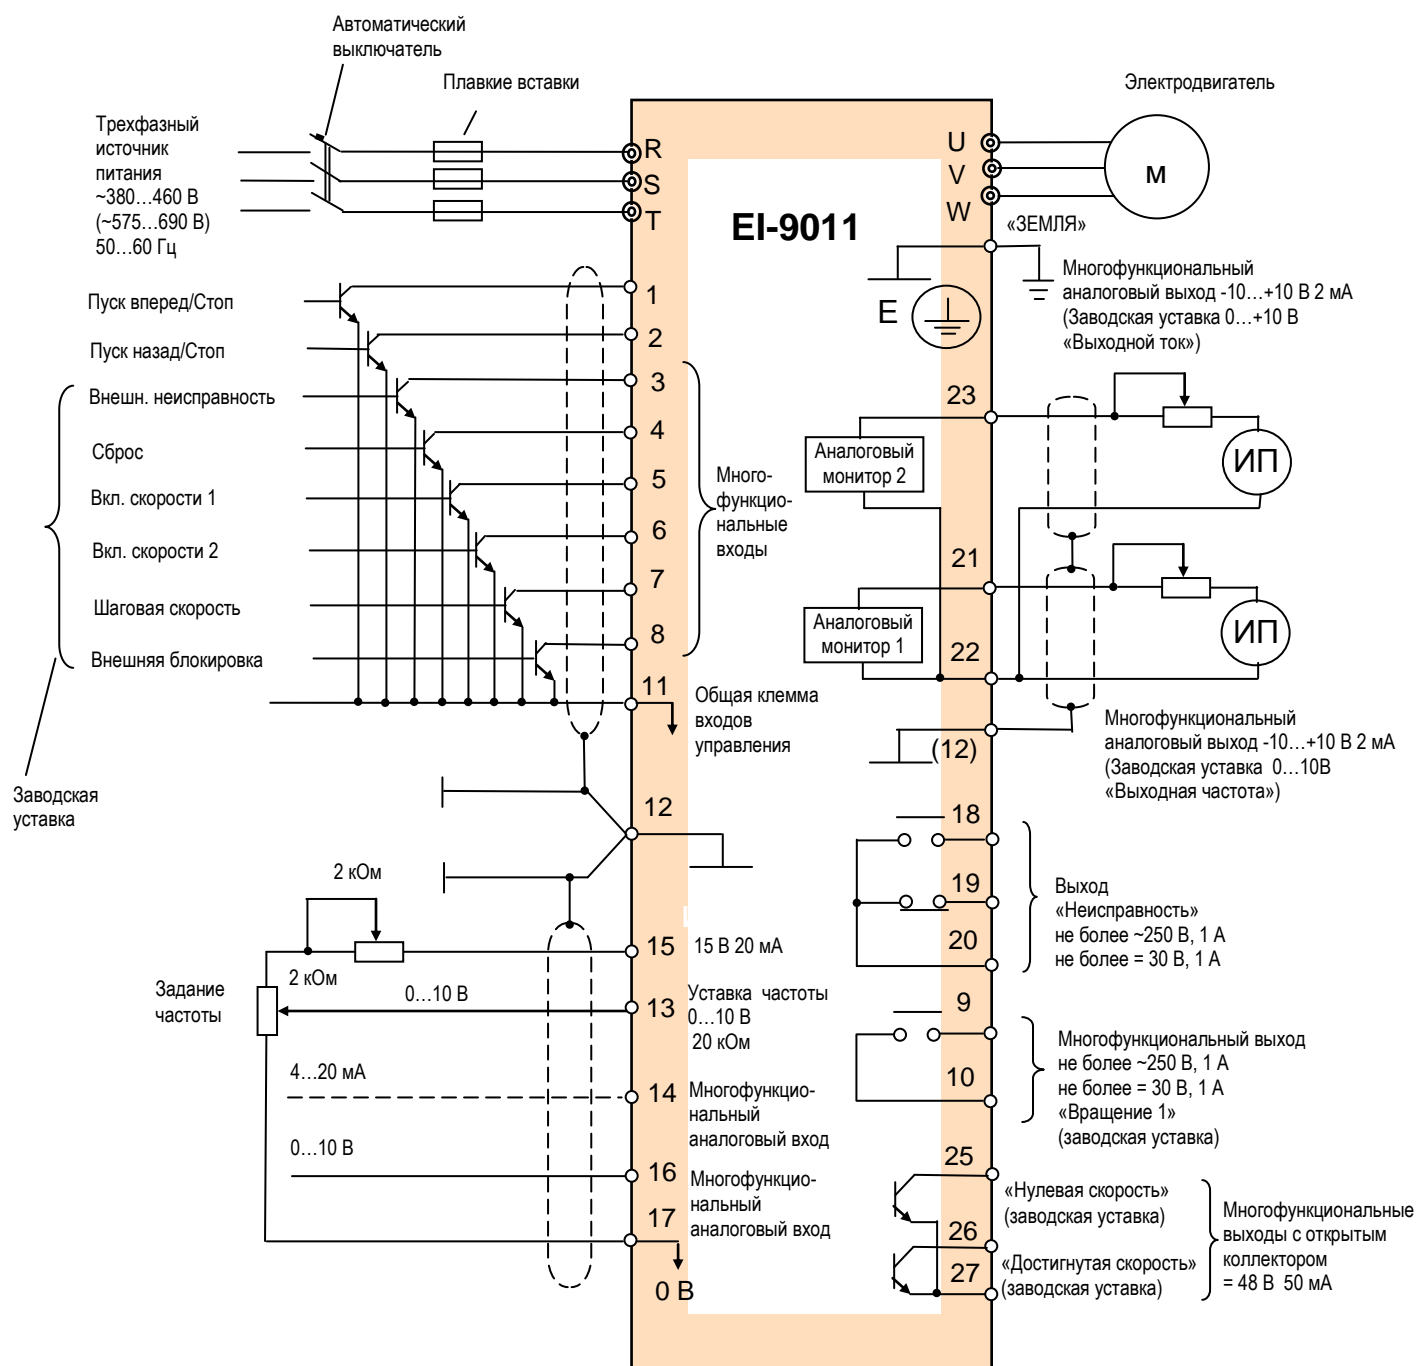 Автоматический
выключатель
Плавкие вставки
Электродвигатель
Трехфазный
источник
питания
~380…460 В
(~575…690 В)
50…60 Гц
R
S
T
U
V
W
М
EI-9011
«ЗЕМЛЯ»
E
Многофункциональный
аналоговый выход -10…+10 В 2 мА
(Заводская уставка 0…+10 В
«Выходной ток»)
Пуск вперед/Стоп
1
Пуск назад/Стоп
2
Внешн. неисправность
3
Сброс
4
Вкл. скорости 1
5
Вкл. скорости 2
6
Шаговая скорость
7
Внешняя блокировка
8
Много-
функцио-
нальные
входы
23
Аналоговый
монитор 2
ИП
21
Аналоговый
монитор 1
22
ИП
11
Общая клемма
входов
управления
(12)
Многофункциональный
аналоговый выход -10…+10 В 2 мА
(Заводская уставка 0…10В
«Выходная частота»)
Заводская
уставка
12
18
19
20
Выход
«Неисправность»
не более ~250 В, 1 А
не более = 30 В, 1 А
2 кОм
15
15 В 20 мА
2 кОм
Задание
частоты
0…10 В
13
Уставка частоты
0…10 В
20 кОм
9
10
Многофункциональный выход
не более ~250 В, 1 А
не более = 30 В, 1 А
«Вращение 1»
(заводская уставка)
4…20 мА
14
Многофункцио-
нальный
аналоговый вход
0…10 В
16
Многофункцио-
нальный
аналоговый вход
17
0 В
25
«Нулевая скорость»
(заводская уставка)
26
27
«Достигнутая скорость»
(заводская уставка)
Многофункциональные
выходы с открытым
коллектором
= 48 В 50 мА